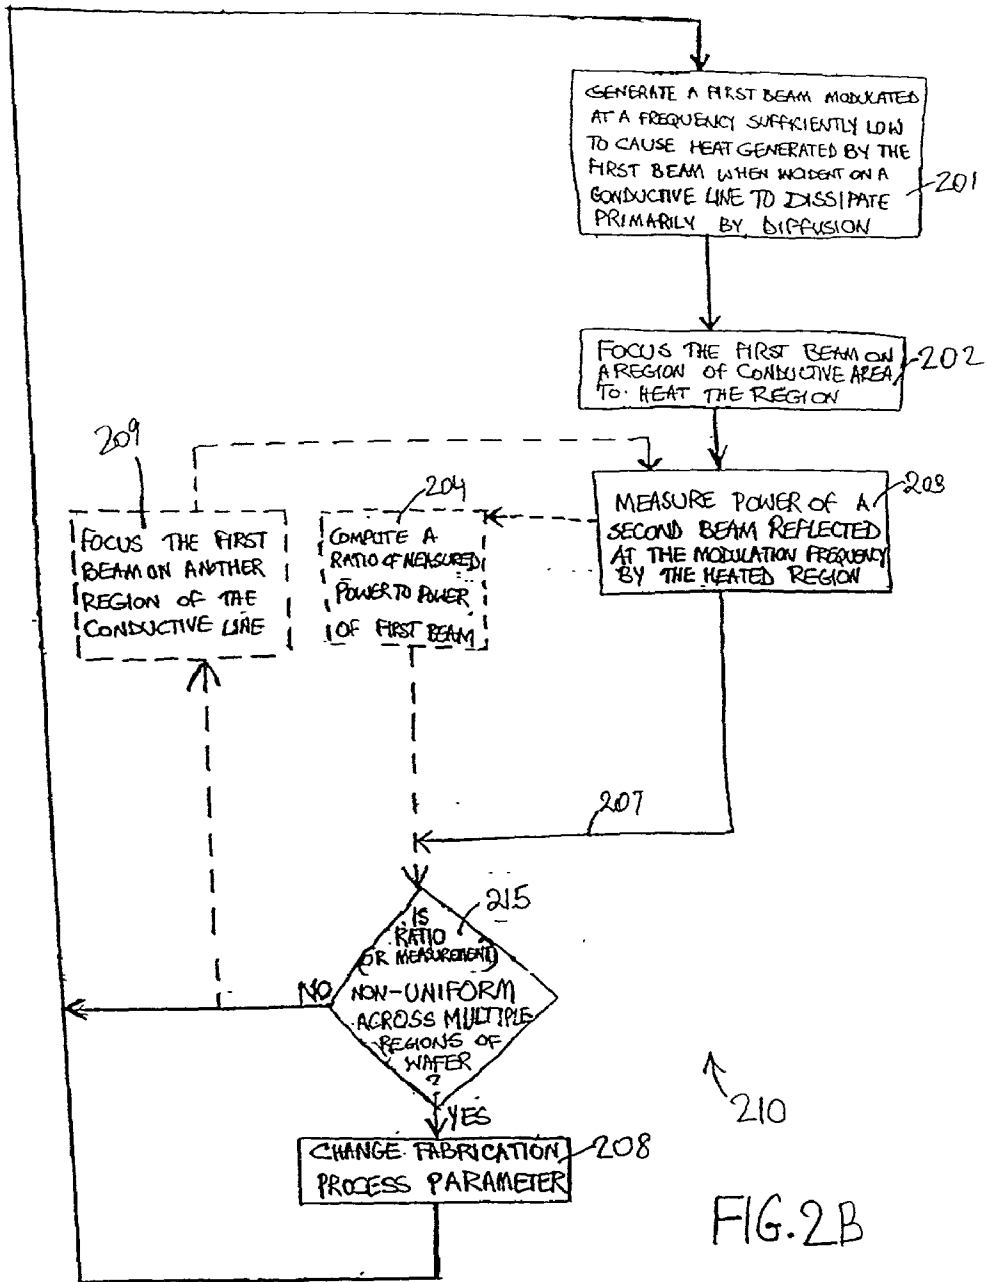 GENERATE A FIRST BEAM MODULATED
AT A FREQUENCY SUFFICIENTLY LOW
TO CAUSE HEAT GENERATED BY THE
FIRST BEAM WHEN INCIDENT ON A
CONDUCTIVE LINE TO DISSIPATE
PRIMARILY BY DIFFUSION
201
FOCUS THE FIRST BEAM ON
A REGION OF CONDUCTIVE AREA
TO HEAT THE REGION
202
MEASURE POWER OF A
SECOND BEAM REFLECTED
AT THE MODULATION FREQUENCY
BY THE HEATED REGION
203
204
COMPUTE A
RATIO OF MEASURED
POWER TO POWER
OF FIRST BEAM
209
FOCUS THE FIRST
BEAM ON ANOTHER
REGION OF THE
CONDUCTIVE LINE
207
215
IS
RATIO
(OR MEASUREMENT)
NON-UNIFORM
ACROSS MULTIPLE
REGIONS OF
WAFER
?
NO
YES
CHANGE FABRICATION
PROCESS PARAMETER
208
210
FIG.2B